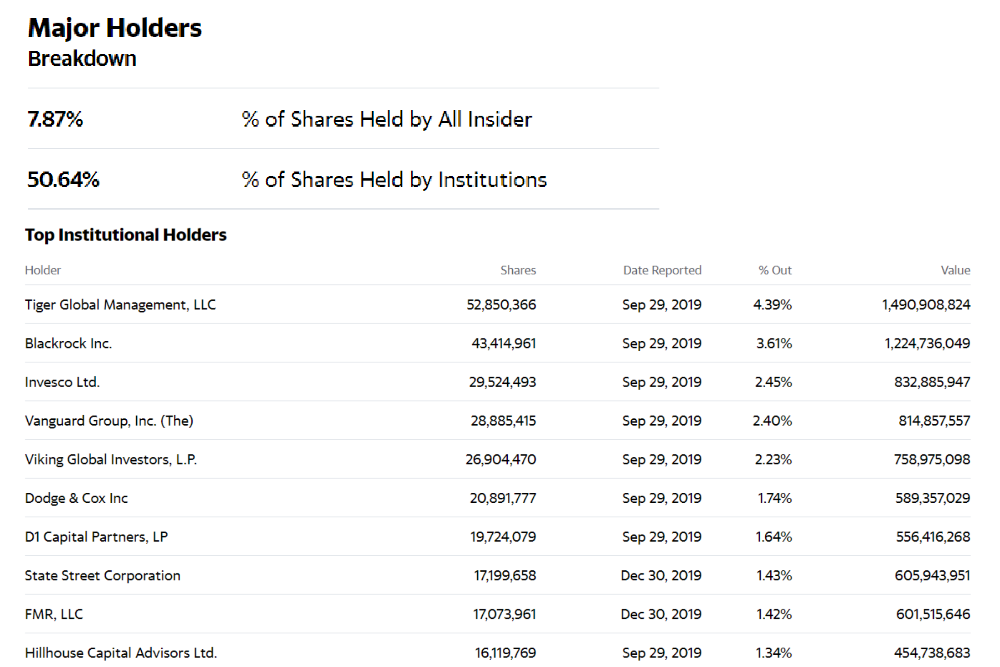 Major Holders
Breakdown
7.87% % of Shares Held by All Insider
50.64% % of Shares Held by Institutions
Top Institutional Holders
Holder Shares Date Reported % Out Value
Tiger Global Management, LLC 52,850,366 Sep 29, 2019 4.39% 1,490,908,824
Blackrock Inc. 43,414,961 Sep 29, 2019 3.61% 1,224,736,049
Invesco Ltd. 29,524,493 Sep 29, 2019 2.45% 832,885,947
Vanguard Group, Inc. (The) 28,885,415 Sep 29, 2019 2.40% 814,857,557
Viking Global Investors, L.P. 26,904,470 Sep 29, 2019 2.23% 758,975,098
Dodge & Cox Inc 20,891,777 Sep 29, 2019 1.74% 589,357,029
D1 Capital Partners, LP 19,724,079 Sep 29, 2019 1.64% 556,416,268
State Street Corporation 17,199,658 Dec 30, 2019 1.43% 605,943,951
FMR, LLC 17,073,961 Dec 30, 2019 1.42% 601,515,646
Hillhouse Capital Advisors Ltd. 16,119,769 Sep 29, 2019 1.34% 454,738,683